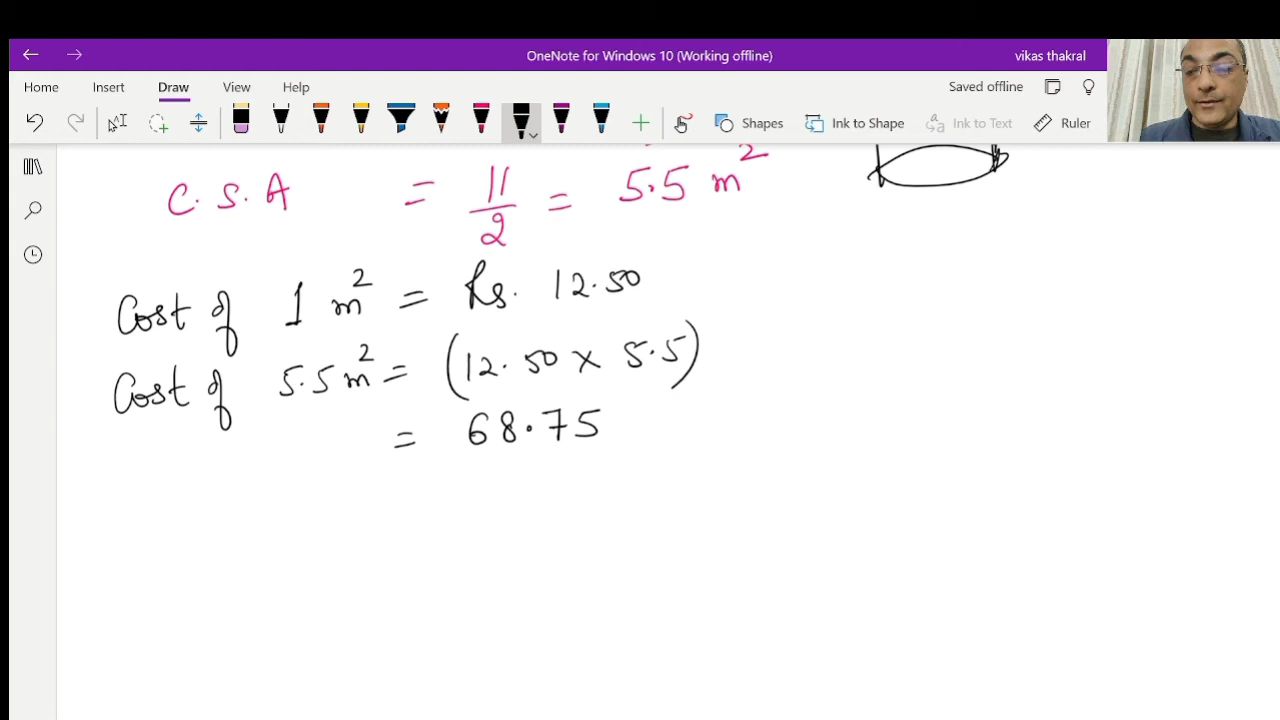 OneNote for Windows 10 (Working offline) vikas thakral
Home Insert Draw View Help Saved offline
Shapes Ink to Shape Ink to Text Ruler
C.S.A = 11/2 = 5.5 m²
Cost of 1 m² = Rs. 12.50
Cost of 5.5m² = (12.50 × 5.5)
= 68.75